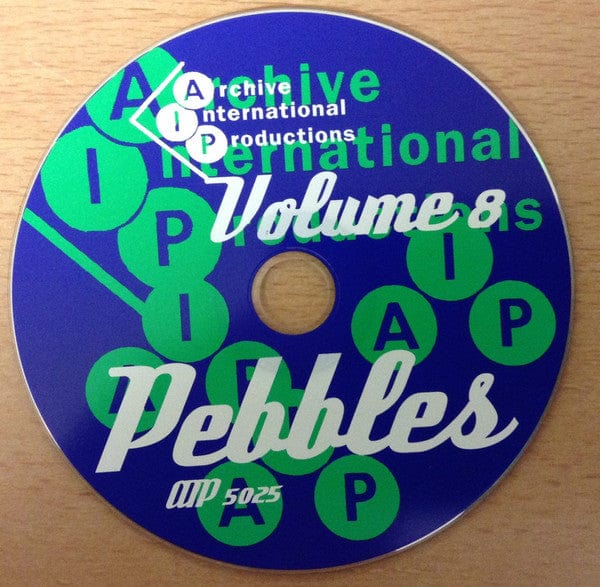 Archive
International
Productions
Archive
International
Productions
Volume 8
I
I
A
P
A
P
P
Pebbles
AIP 5025
A
P